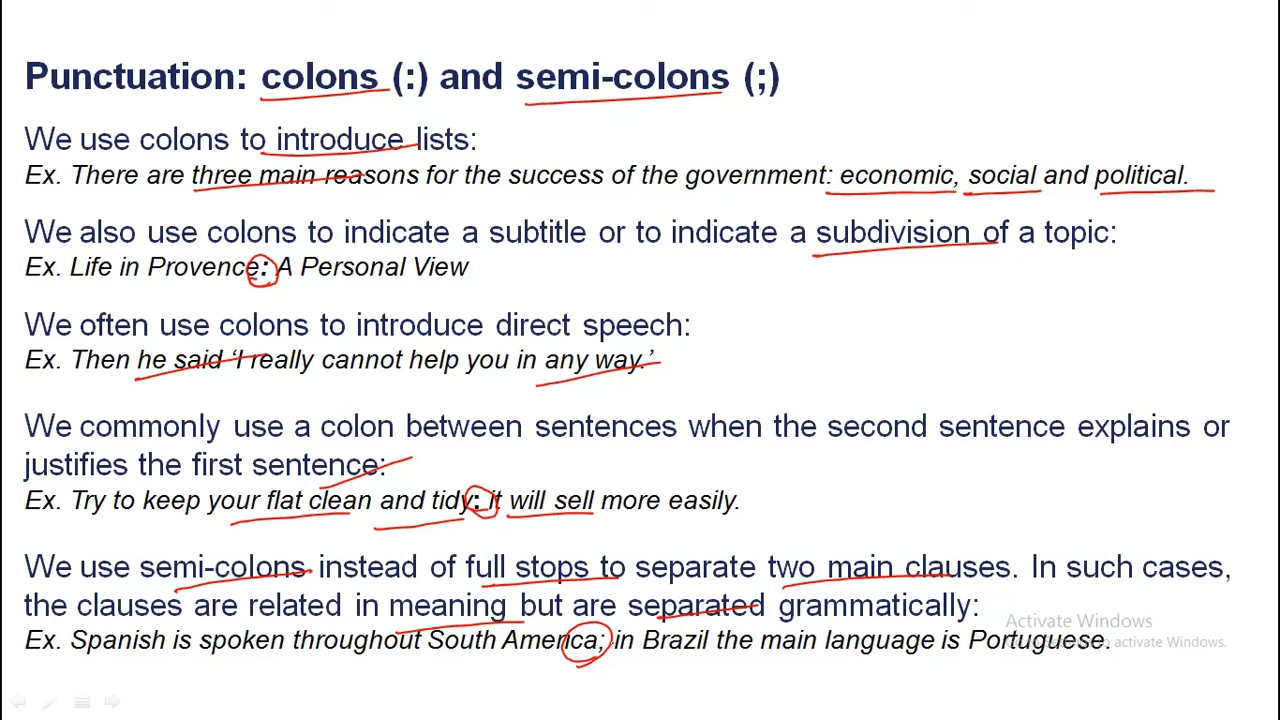 Punctuation: colons (:) and semi-colons (;)
We use colons to introduce lists:
Ex. There are three main reasons for the success of the government: economic, social and political.
We also use colons to indicate a subtitle or to indicate a subdivision of a topic:
Ex. Life in Provence: A Personal View
We often use colons to introduce direct speech:
Ex. Then he said ‘I really cannot help you in any way.’
We commonly use a colon between sentences when the second sentence explains or
justifies the first sentence:
Ex. Try to keep your flat clean and tidy: it will sell more easily.
We use semi-colons instead of full stops to separate two main clauses. In such cases,
the clauses are related in meaning but are separated grammatically:
Ex. Spanish is spoken throughout South America; in Brazil the main language is Portuguese.
Activate Windows
to activate Windows.